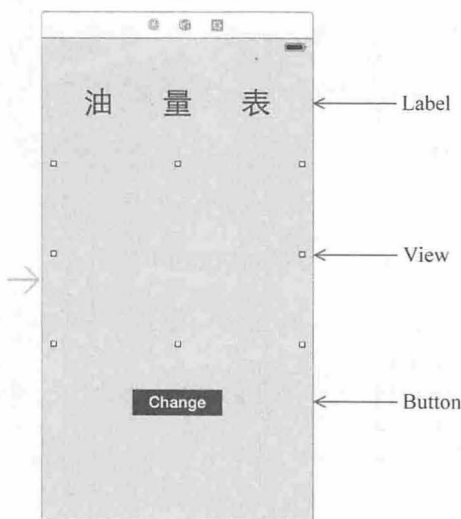 油 量 表
Label
View
Change
Button